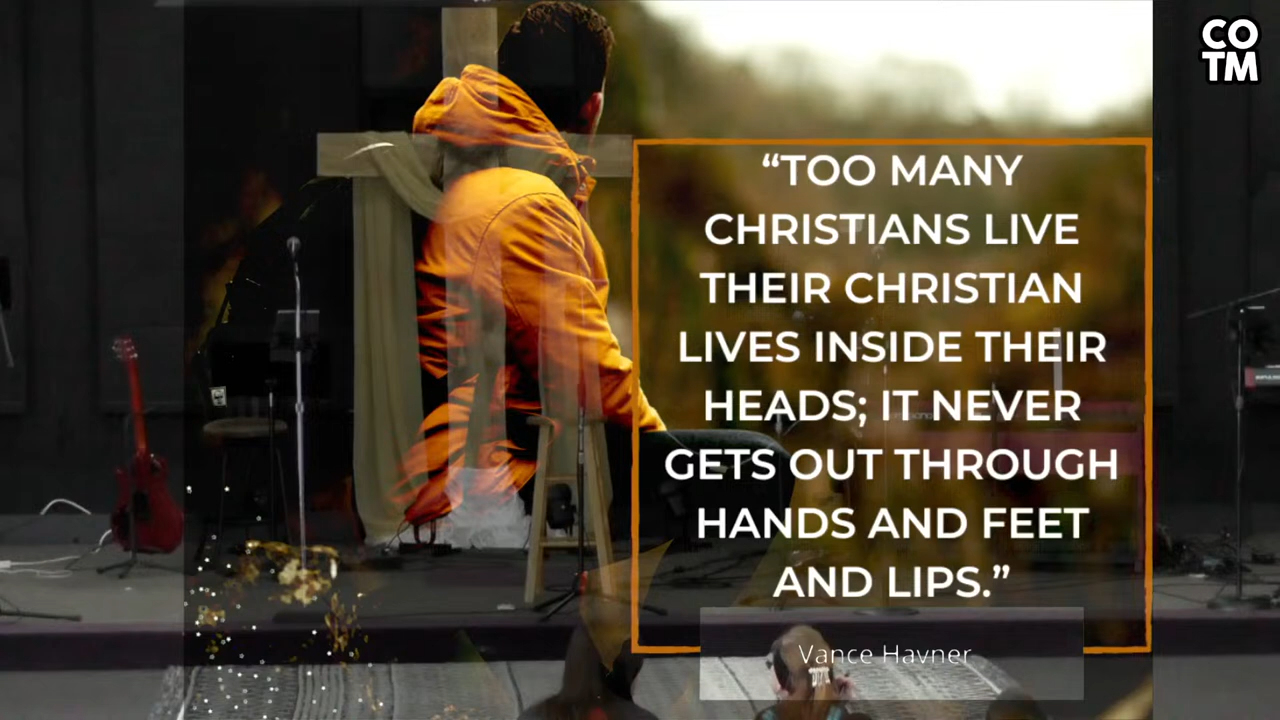 CO
TM
“TOO MANY
CHRISTIANS LIVE
THEIR CHRISTIAN
LIVES INSIDE THEIR
HEADS; IT NEVER
GETS OUT THROUGH
HANDS AND FEET
AND LIPS.”
Vance Havner